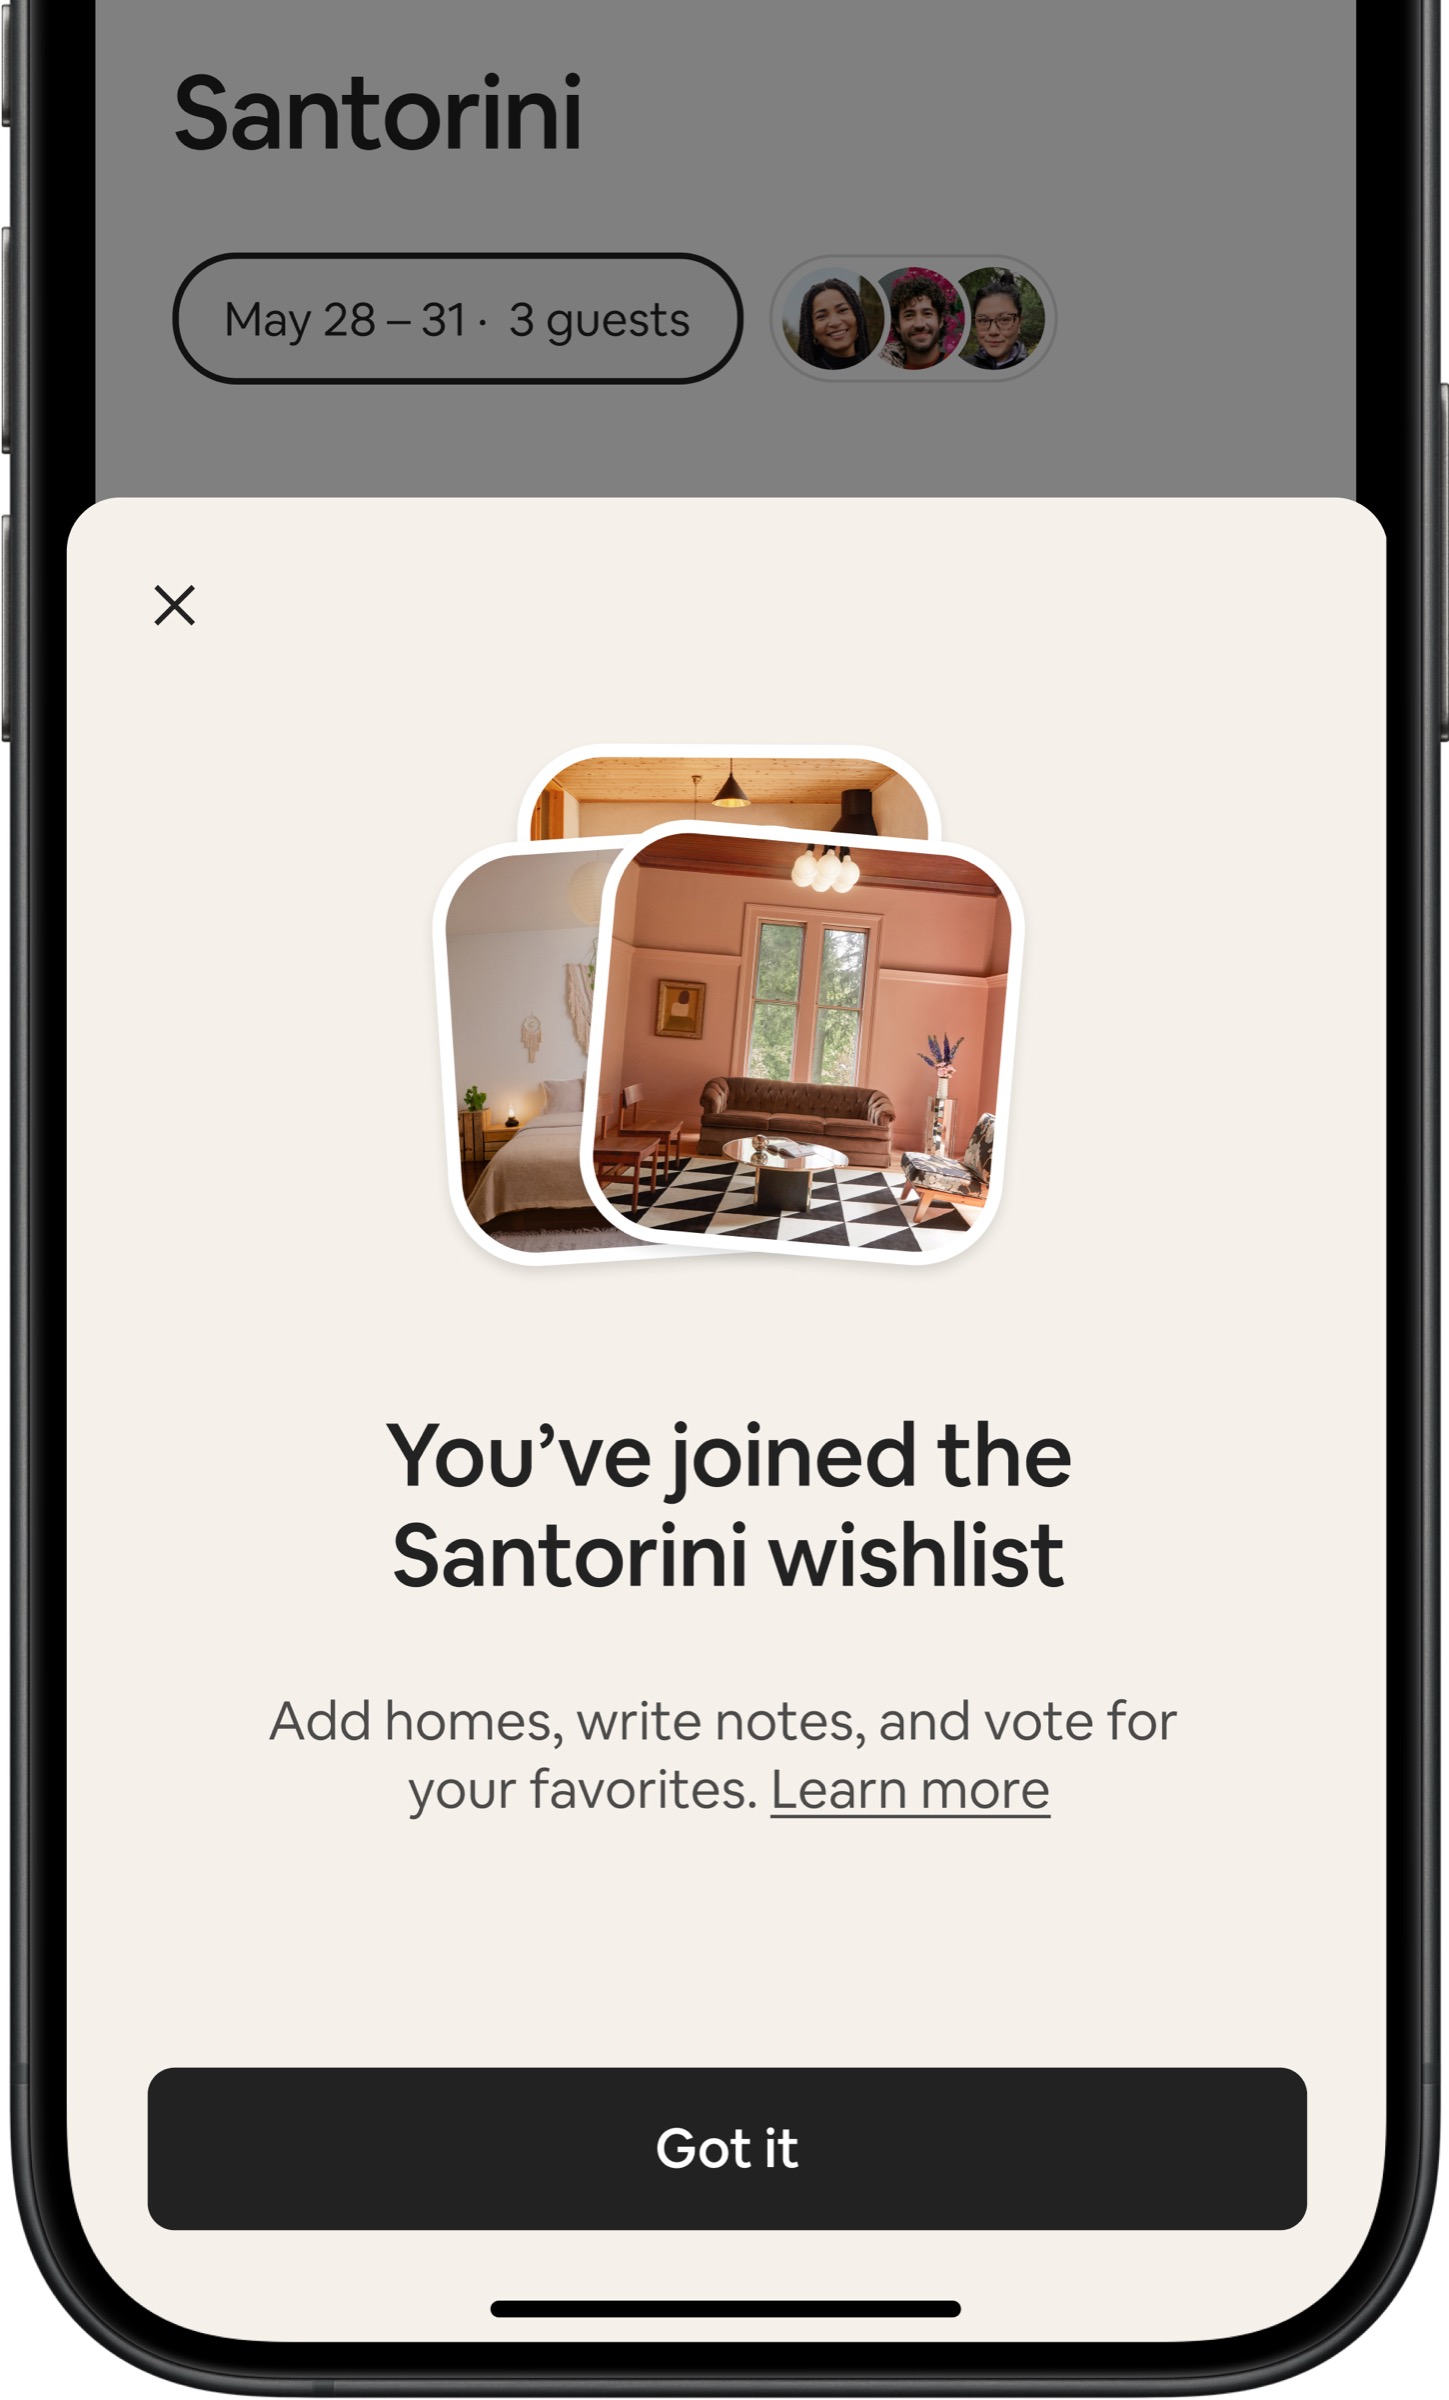 Santorini
May 28 – 31 · 3 guests
You’ve joined the
Santorini wishlist
Add homes, write notes, and vote for
your favorites. Learn more
Got it